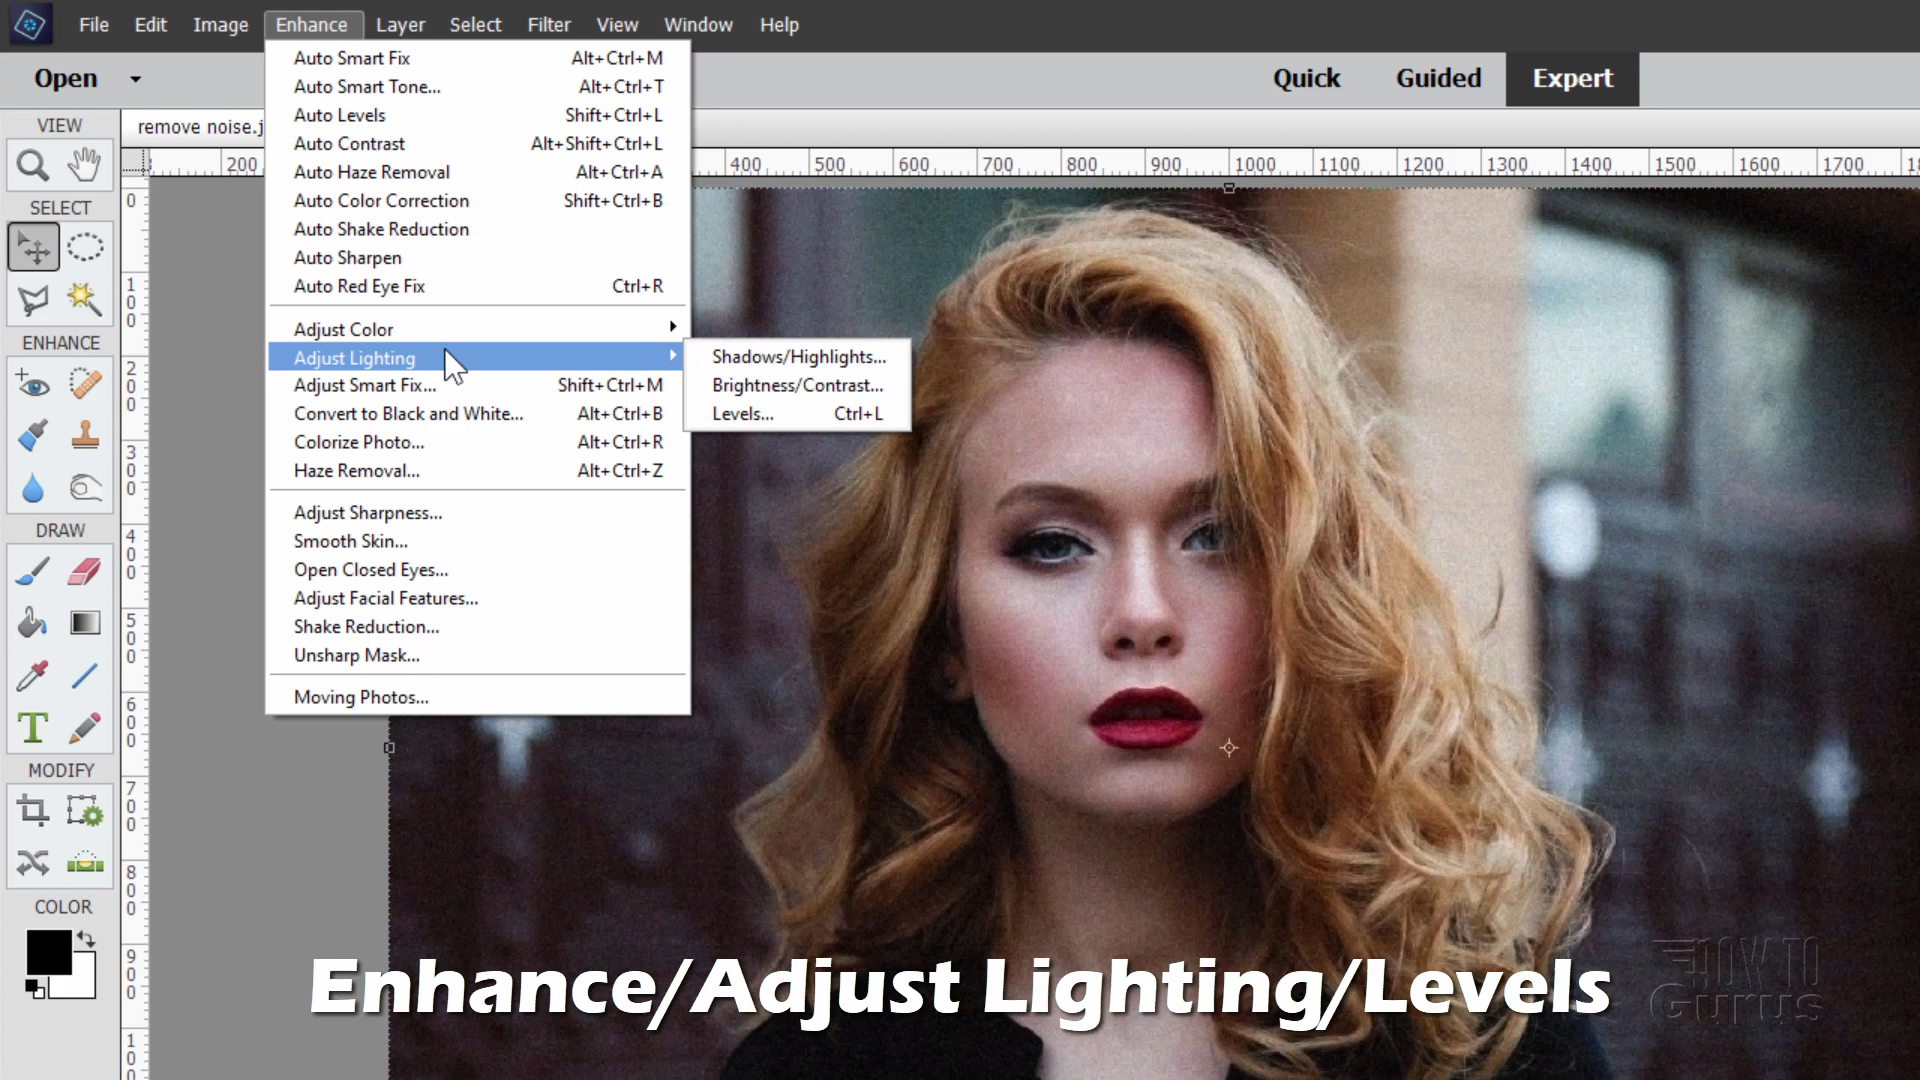 File Edit Image Enhance Layer Select Filter View Window Help
Open
Quick Guided Expert
remove noise.j
200 400 500 600 700 800 900 1000 1100 1200 1300 1400 1500 1600 1700 18
VIEW
SELECT
ENHANCE
DRAW
T
MODIFY
COLOR
0
100
200
300
400
500
600
700
800
900
100
Auto Smart Fix Alt+Ctrl+M
Auto Smart Tone... Alt+Ctrl+T
Auto Levels Shift+Ctrl+L
Auto Contrast Alt+Shift+Ctrl+L
Auto Haze Removal Alt+Ctrl+A
Auto Color Correction Shift+Ctrl+B
Auto Shake Reduction
Auto Sharpen
Auto Red Eye Fix Ctrl+R
Adjust Color
Adjust Lighting
Adjust Smart Fix... Shift+Ctrl+M
Convert to Black and White... Alt+Ctrl+B
Colorize Photo... Alt+Ctrl+R
Haze Removal... Alt+Ctrl+Z
Adjust Sharpness...
Smooth Skin...
Open Closed Eyes...
Adjust Facial Features...
Shake Reduction...
Unsharp Mask...
Moving Photos...
Shadows/Highlights...
Brightness/Contrast...
Levels... Ctrl+L
Enhance/Adjust Lighting/Levels
HOW TO
GURUS